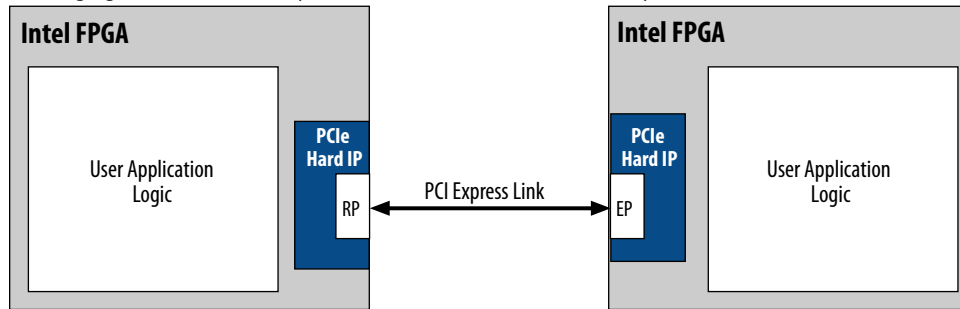 Intel FPGA
User Application
Logic
PCIe
Hard IP
RP
PCI Express Link
Intel FPGA
PCIe
Hard IP
EP
User Application
Logic